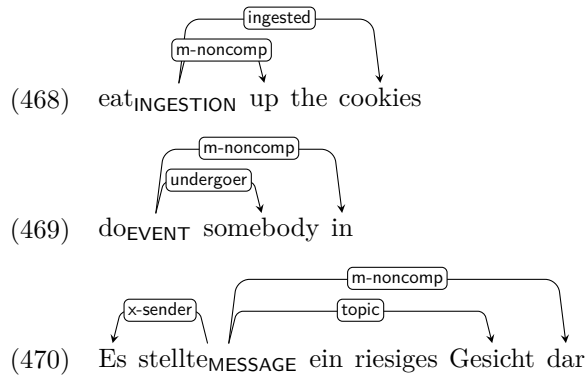 ingested
m-noncomp
(468) eatINGESTION up the cookies
m-noncomp
undergoer
(469) doEVENT somebody in
m-noncomp
x-sender topic
(470) Es stellteMESSAGE ein riesiges Gesicht dar